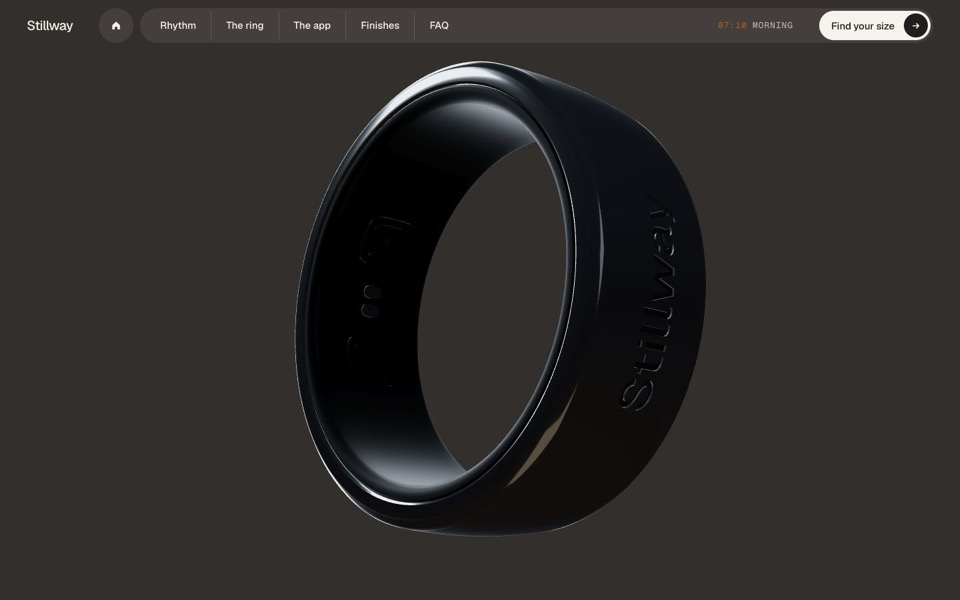 Stillway
Rhythm
The ring
The app
Finishes
FAQ
07:10 MORNING
Find your size
Stillway